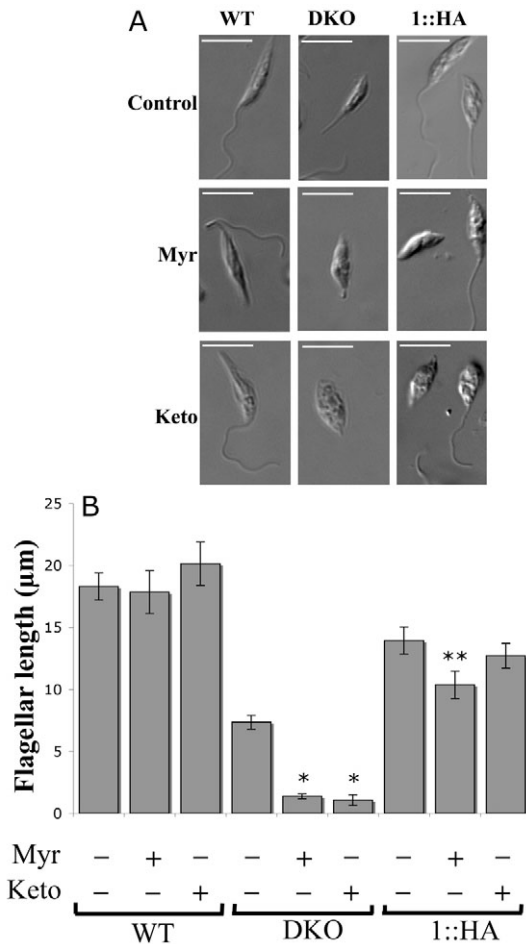 A
WT DKO 1::HA
Control
Myr
Keto
B
Flagellar length (µm)
25
20
15
10
5
0
* *
**
Myr − + − − + − − + −
Keto − − + − − + − − +
WT DKO 1::HA